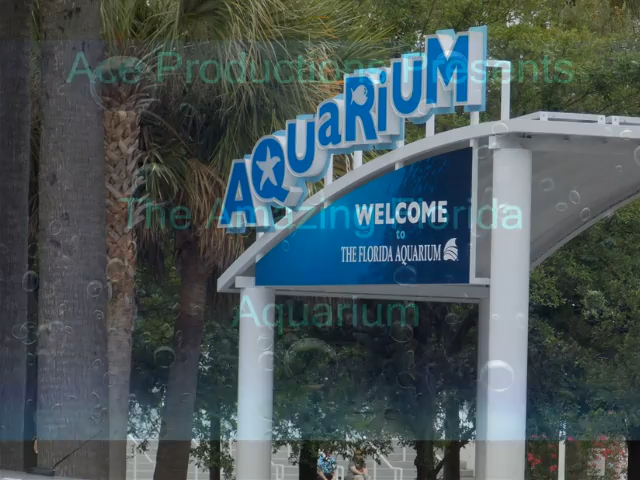 Ace Productions Presents
AQUaRiUM
The Amazing Florida
WELCOME
to
THE FLORIDA AQUARIUM
Aquarium